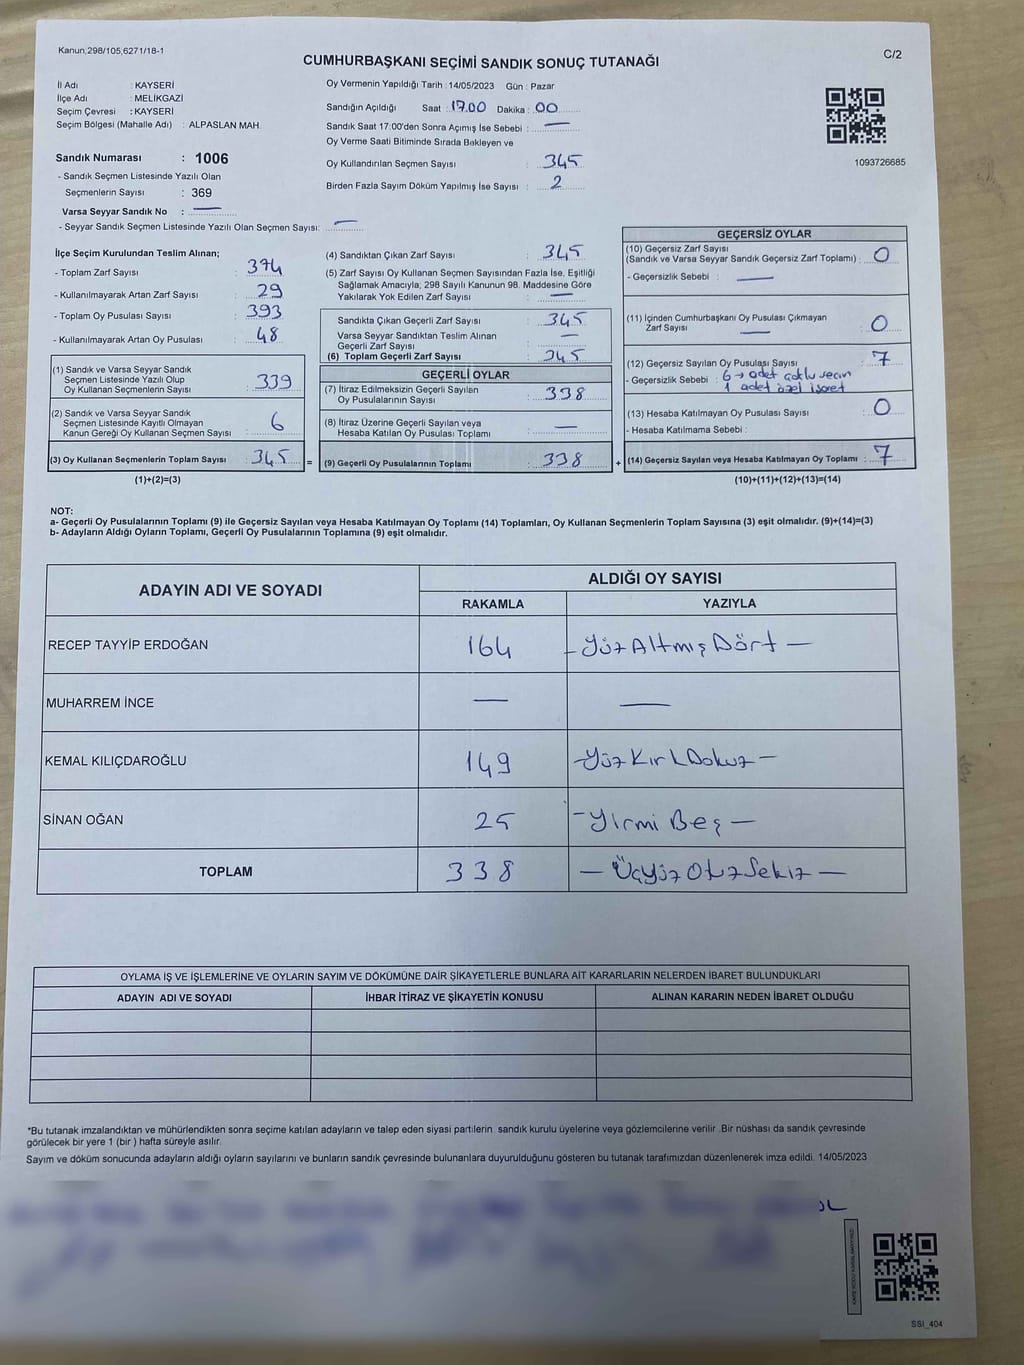 Kanun,298/105,6271/18-1
C/2
CUMHURBAŞKANI SEÇİMİ SANDIK SONUÇ TUTANAĞI
İl Adı : KAYSERİ
İlçe Adı : MELİKGAZİ
Seçim Çevresi : KAYSERİ
Seçim Bölgesi (Mahalle Adı) : ALPASLAN MAH.
Sandık Numarası : 1006
- Sandık Seçmen Listesinde Yazılı Olan
Seçmenlerin Sayısı : 369
Varsa Seyyar Sandık No : —
- Seyyar Sandık Seçmen Listesinde Yazılı Olan Seçmen Sayısı: —
Oy Vermenin Yapıldığı Tarih : 14/05/2023 Gün : Pazar
Sandığın Açıldığı Saat : 17.00 Dakika : 00
Sandık Saat 17:00'den Sonra Açımış İse Sebebi : —
Oy Verme Saati Bitiminde Sırada Bekleyen ve
Oy Kullandırılan Seçmen Sayısı : 345
Birden Fazla Sayım Döküm Yapılmış İse Sayısı : 2
1093726685
İlçe Seçim Kurulundan Teslim Alınan;
- Toplam Zarf Sayısı : 374
- Kullanılmayarak Artan Zarf Sayısı : 29
- Toplam Oy Pusulası Sayısı : 393
- Kullanılmayarak Artan Oy Pusulası : 48
(1) Sandık ve Varsa Seyyar Sandık
Seçmen Listesinde Yazılı Olup
Oy Kullanan Seçmenlerin Sayısı : 339
(2) Sandık ve Varsa Seyyar Sandık
Seçmen Listesinde Kayıtlı Olmayan
Kanun Gereği Oy Kullanan Seçmen Sayısı : 6
(3) Oy Kullanan Seçmenlerin Toplam Sayısı : 345
(1)+(2)=(3)
(4) Sandıktan Çıkan Zarf Sayısı : 345
(5) Zarf Sayısı Oy Kullanan Seçmen Sayısından Fazla İse, Eşitliği
Sağlamak Amacıyla, 298 Sayılı Kanunun 98. Maddesine Göre
Yakılarak Yok Edilen Zarf Sayısı : —
Sandıkta Çıkan Geçerli Zarf Sayısı : 345
Varsa Seyyar Sandıktan Teslim Alınan
Geçerli Zarf Sayısı : —
(6) Toplam Geçerli Zarf Sayısı : 345
GEÇERLİ OYLAR
(7) İtiraz Edilmeksizin Geçerli Sayılan
Oy Pusulalarının Sayısı : 338
(8) İtiraz Üzerine Geçerli Sayılan veya
Hesaba Katılan Oy Pusulası Toplamı : —
= (9) Geçerli Oy Pusulalarının Toplamı : 338
GEÇERSİZ OYLAR
(10) Geçersiz Zarf Sayısı
(Sandık ve Varsa Seyyar Sandık Geçersiz Zarf Toplamı) : 0
- Geçersizlik Sebebi : —
(11) İçinden Cumhurbaşkanı Oy Pusulası Çıkmayan
Zarf Sayısı — : 0
(12) Geçersiz Sayılan Oy Pusulası Sayısı : 7
- Geçersizlik Sebebi : 6 → adet çoklu seçim
1 adet özel işaret
(13) Hesaba Katılmayan Oy Pusulası Sayısı : 0
- Hesaba Katılmama Sebebi :
+ (14) Geçersiz Sayılan veya Hesaba Katılmayan Oy Toplamı : 7
(10)+(11)+(12)+(13)=(14)
NOT:
a- Geçerli Oy Pusulalarının Toplamı (9) ile Geçersiz Sayılan veya Hesaba Katılmayan Oy Toplamı (14) Toplamları, Oy Kullanan Seçmenlerin Toplam Sayısına (3) eşit olmalıdır. (9)+(14)=(3)
b- Adayların Aldığı Oyların Toplamı, Geçerli Oy Pusulalarının Toplamına (9) eşit olmalıdır.
ADAYIN ADI VE SOYADI ALDIĞI OY SAYISI
RAKAMLA YAZIYLA
RECEP TAYYİP ERDOĞAN 164 – Yüz Altmış Dört –
MUHARREM İNCE — —
KEMAL KILIÇDAROĞLU 149 – Yüz Kırk Dokuz –
SİNAN OĞAN 25 – Yirmi Beş –
TOPLAM 338 – Üçyüz Otuz Sekiz –
OYLAMA İŞ VE İŞLEMLERİNE VE OYLARIN SAYIM VE DÖKÜMÜNE DAİR ŞİKAYETLERLE BUNLARA AİT KARARLARIN NELERDEN İBARET BULUNDUKLARI
ADAYIN ADI VE SOYADI İHBAR İTİRAZ VE ŞİKAYETİN KONUSU ALINAN KARARIN NEDEN İBARET OLDUĞU
*Bu tutanak imzalandıktan ve mühürlendikten sonra seçime katılan adayların ve talep eden siyasi partilerin sandık kurulu üyelerine veya gözlemcilerine verilir .Bir nüshası da sandık çevresinde
görülecek bir yere 1 (bir ) hafta süreyle asılır.
Sayım ve döküm sonucunda adayların aldığı oyların sayılarını ve bunların sandık çevresinde bulunanlara duyurulduğunu gösteren bu tutanak tarafımızdan düzenlenerek imza edildi. 14/05/2023
SSI_404